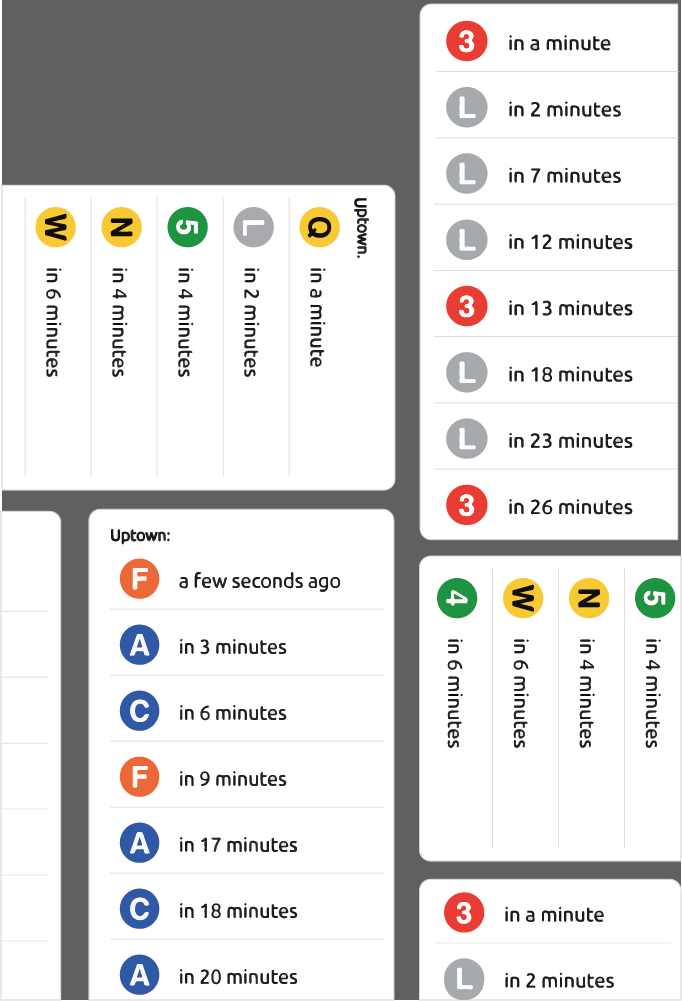 3 in a minute
L in 2 minutes
L in 7 minutes
L in 12 minutes
3 in 13 minutes
L in 18 minutes
L in 23 minutes
3 in 26 minutes
Uptown.
Q in a minute
L in 2 minutes
5 in 4 minutes
N in 4 minutes
W in 6 minutes
Uptown:
F a few seconds ago
A in 3 minutes
C in 6 minutes
F in 9 minutes
A in 17 minutes
C in 18 minutes
A in 20 minutes
5 in 4 minutes
N in 4 minutes
W in 6 minutes
4 in 6 minutes
3 in a minute
L in 2 minutes